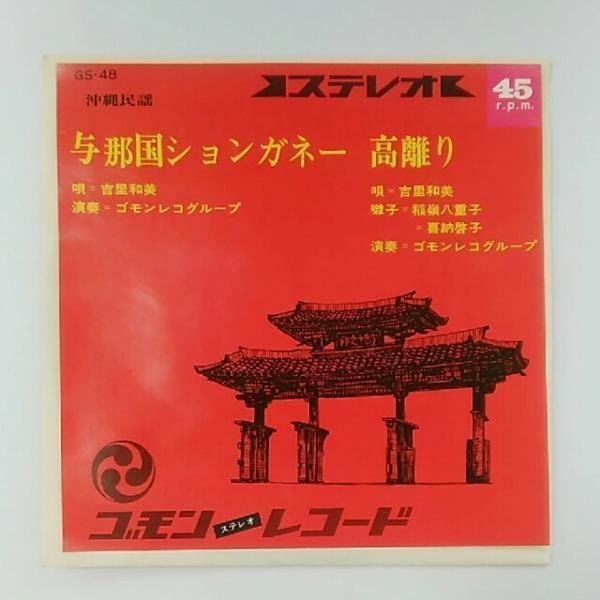 GS-48
ステレオ
45
r.p.m.
沖縄民謡
与那国ションガネー
唄=吉里和美
演奏=ゴモンレコグループ
高離り
唄=吉里和美
囃子=稲嶺八重子
=喜納啓子
演奏=ゴモンレコグループ
ゴモンステレオレコード